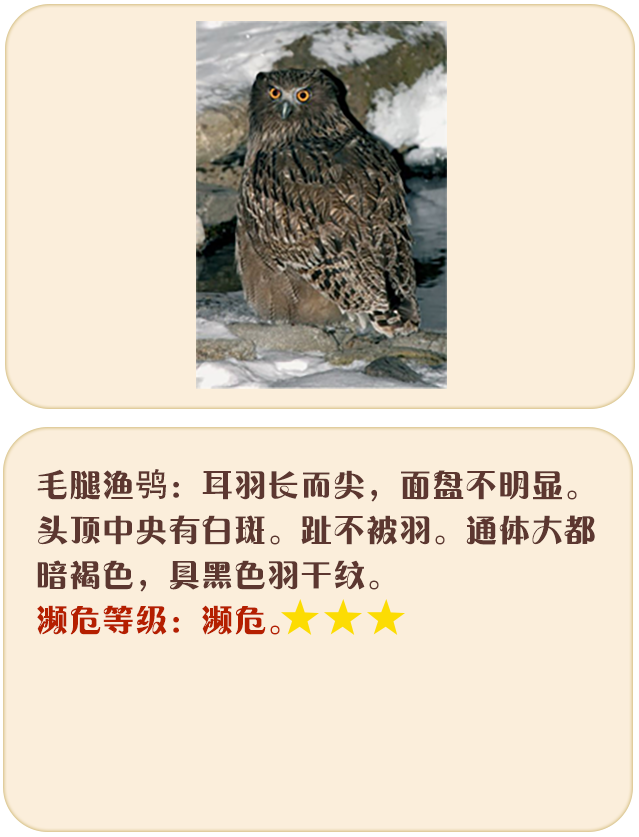 毛腿渔鸮：耳羽长而尖，面盘不明显。
头顶中央有白斑。趾不被羽。通体大都
暗褐色，具黑色羽干纹。
濒危等级：濒危。★★★